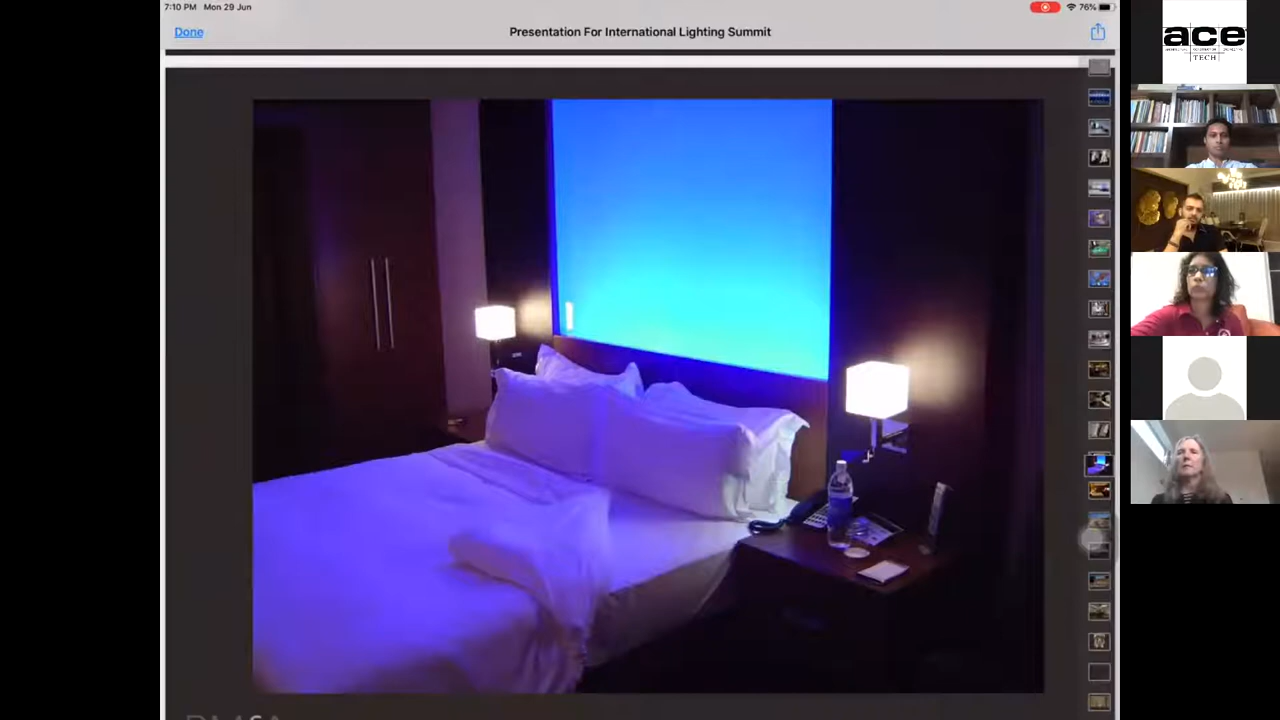 7:10 PM Mon 29 Jun
76%
Done
Presentation For International Lighting Summit
ace
TECH